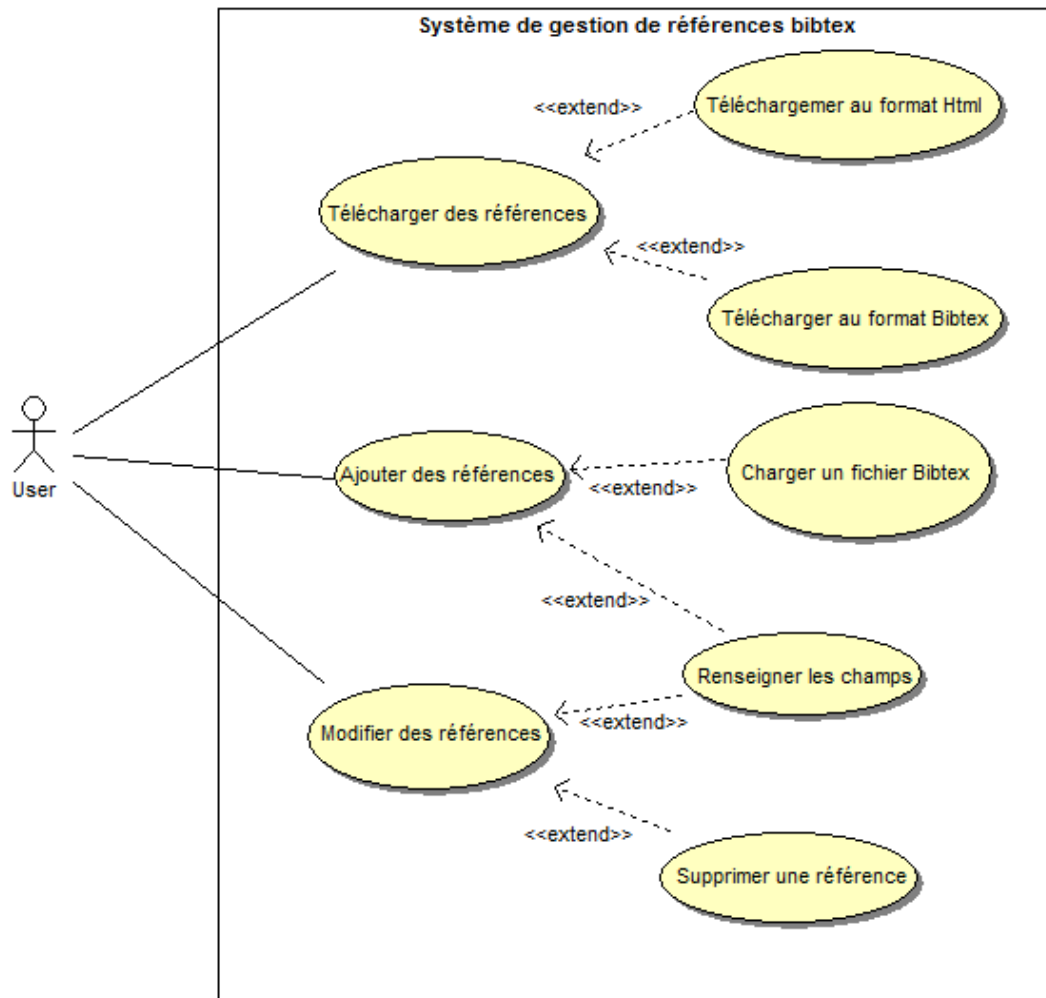 Système de gestion de références bibtex
<<extend>>
Téléchargemer au format Html
Télécharger des références
<<extend>>
Télécharger au format Bibtex
User
Ajouter des références
<<extend>>
Charger un fichier Bibtex
<<extend>>
Renseigner les champs
<<extend>>
Modifier des références
<<extend>>
Supprimer une référence